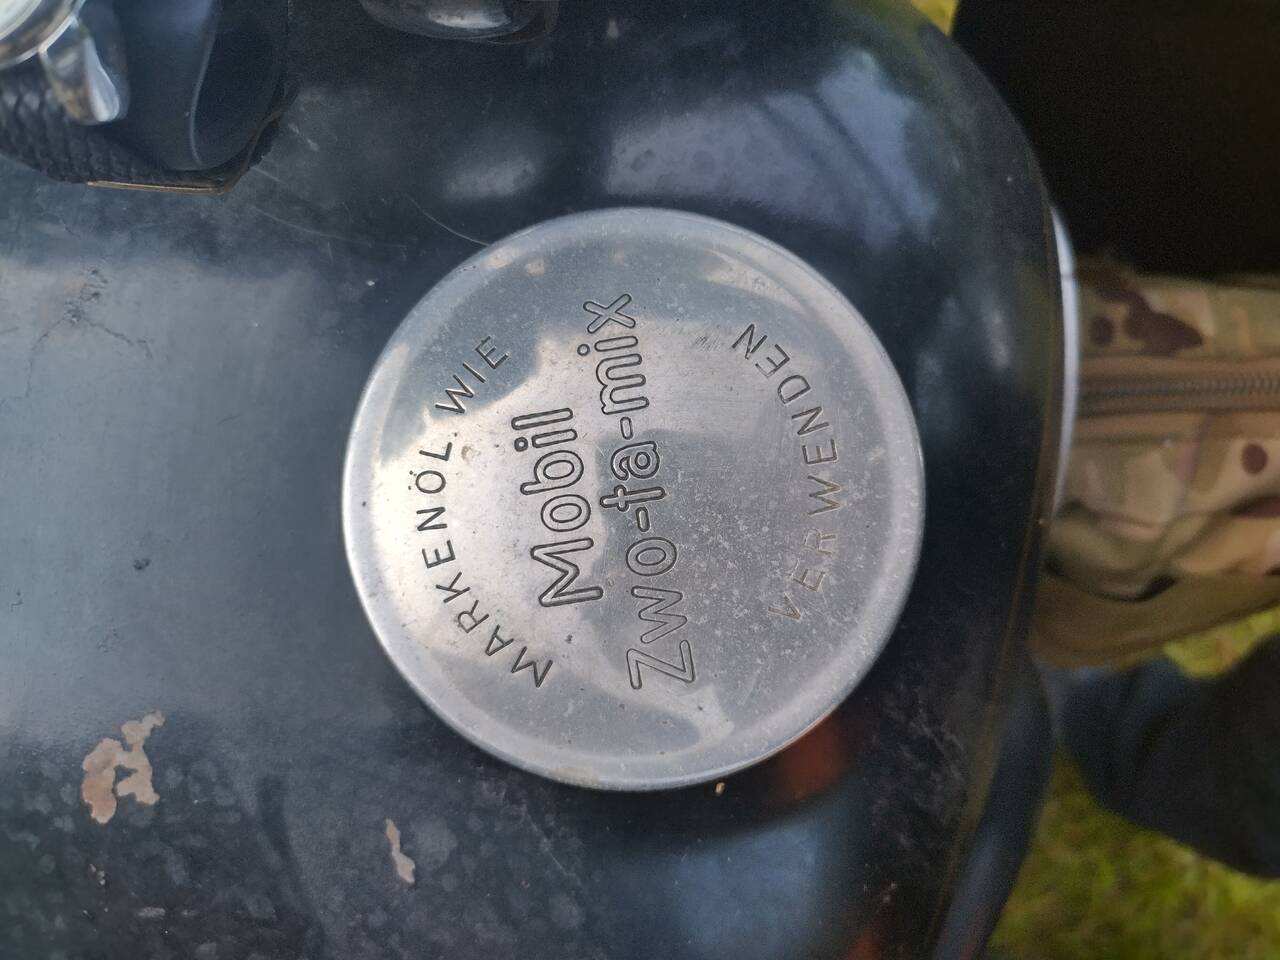 MARKENÖL WIE
Mobil
Zwo-ta-mix
VERWENDEN